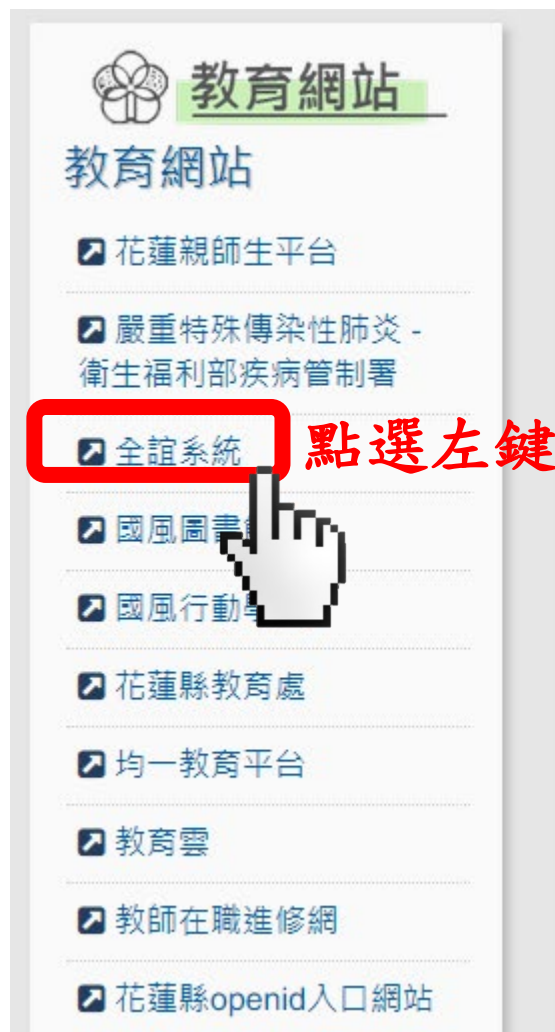 教育網站
教育網站
花蓮親師生平台
嚴重特殊傳染性肺炎 -
衛生福利部疾病管制署
全誼系統
點選左鍵
國風圖書
國風行動
花蓮縣教育處
均一教育平台
教育雲
教師在職進修網
花蓮縣openid入口網站